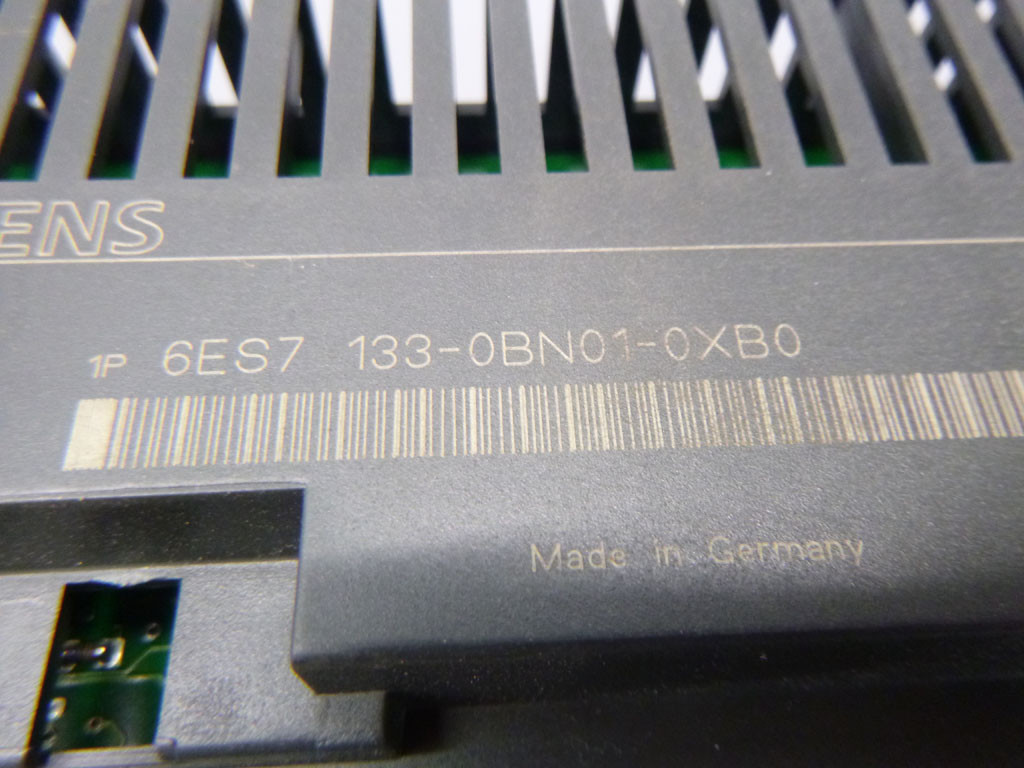 ENS
1P 6ES7 133-0BN01-0XB0
Made in Germany